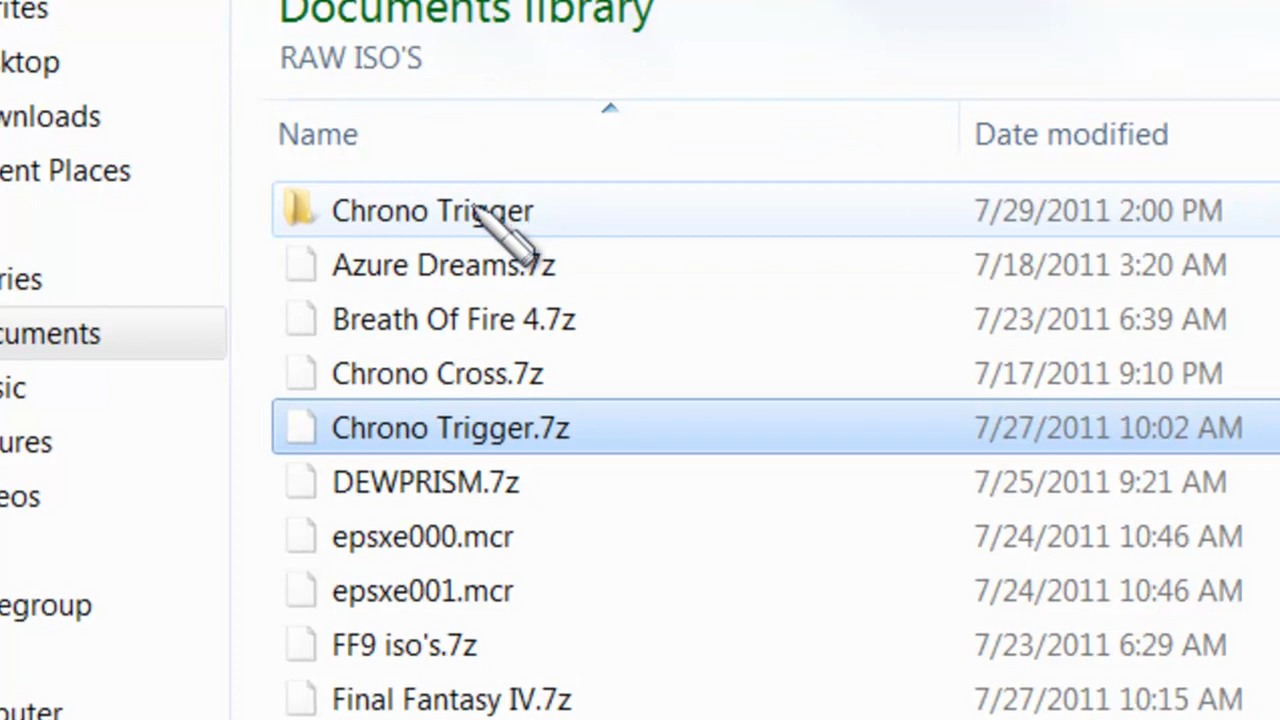 rites
Documents library
ktop
RAW ISO'S
wnloads
Name
Date modified
ent Places
Chrono Trigger
7/29/2011 2:00 PM
Azure Dreams.7z
7/18/2011 3:20 AM
ries
Breath Of Fire 4.7z
7/23/2011 6:39 AM
cuments
Chrono Cross.7z
7/17/2011 9:10 PM
sic
Chrono Trigger.7z
7/27/2011 10:02 AM
ures
DEWPRISM.7z
7/25/2011 9:21 AM
eos
epsxe000.mcr
7/24/2011 10:46 AM
epsxe001.mcr
7/24/2011 10:46 AM
egroup
FF9 iso's.7z
7/23/2011 6:29 AM
Final Fantasy IV.7z
7/27/2011 10:15 AM
puter